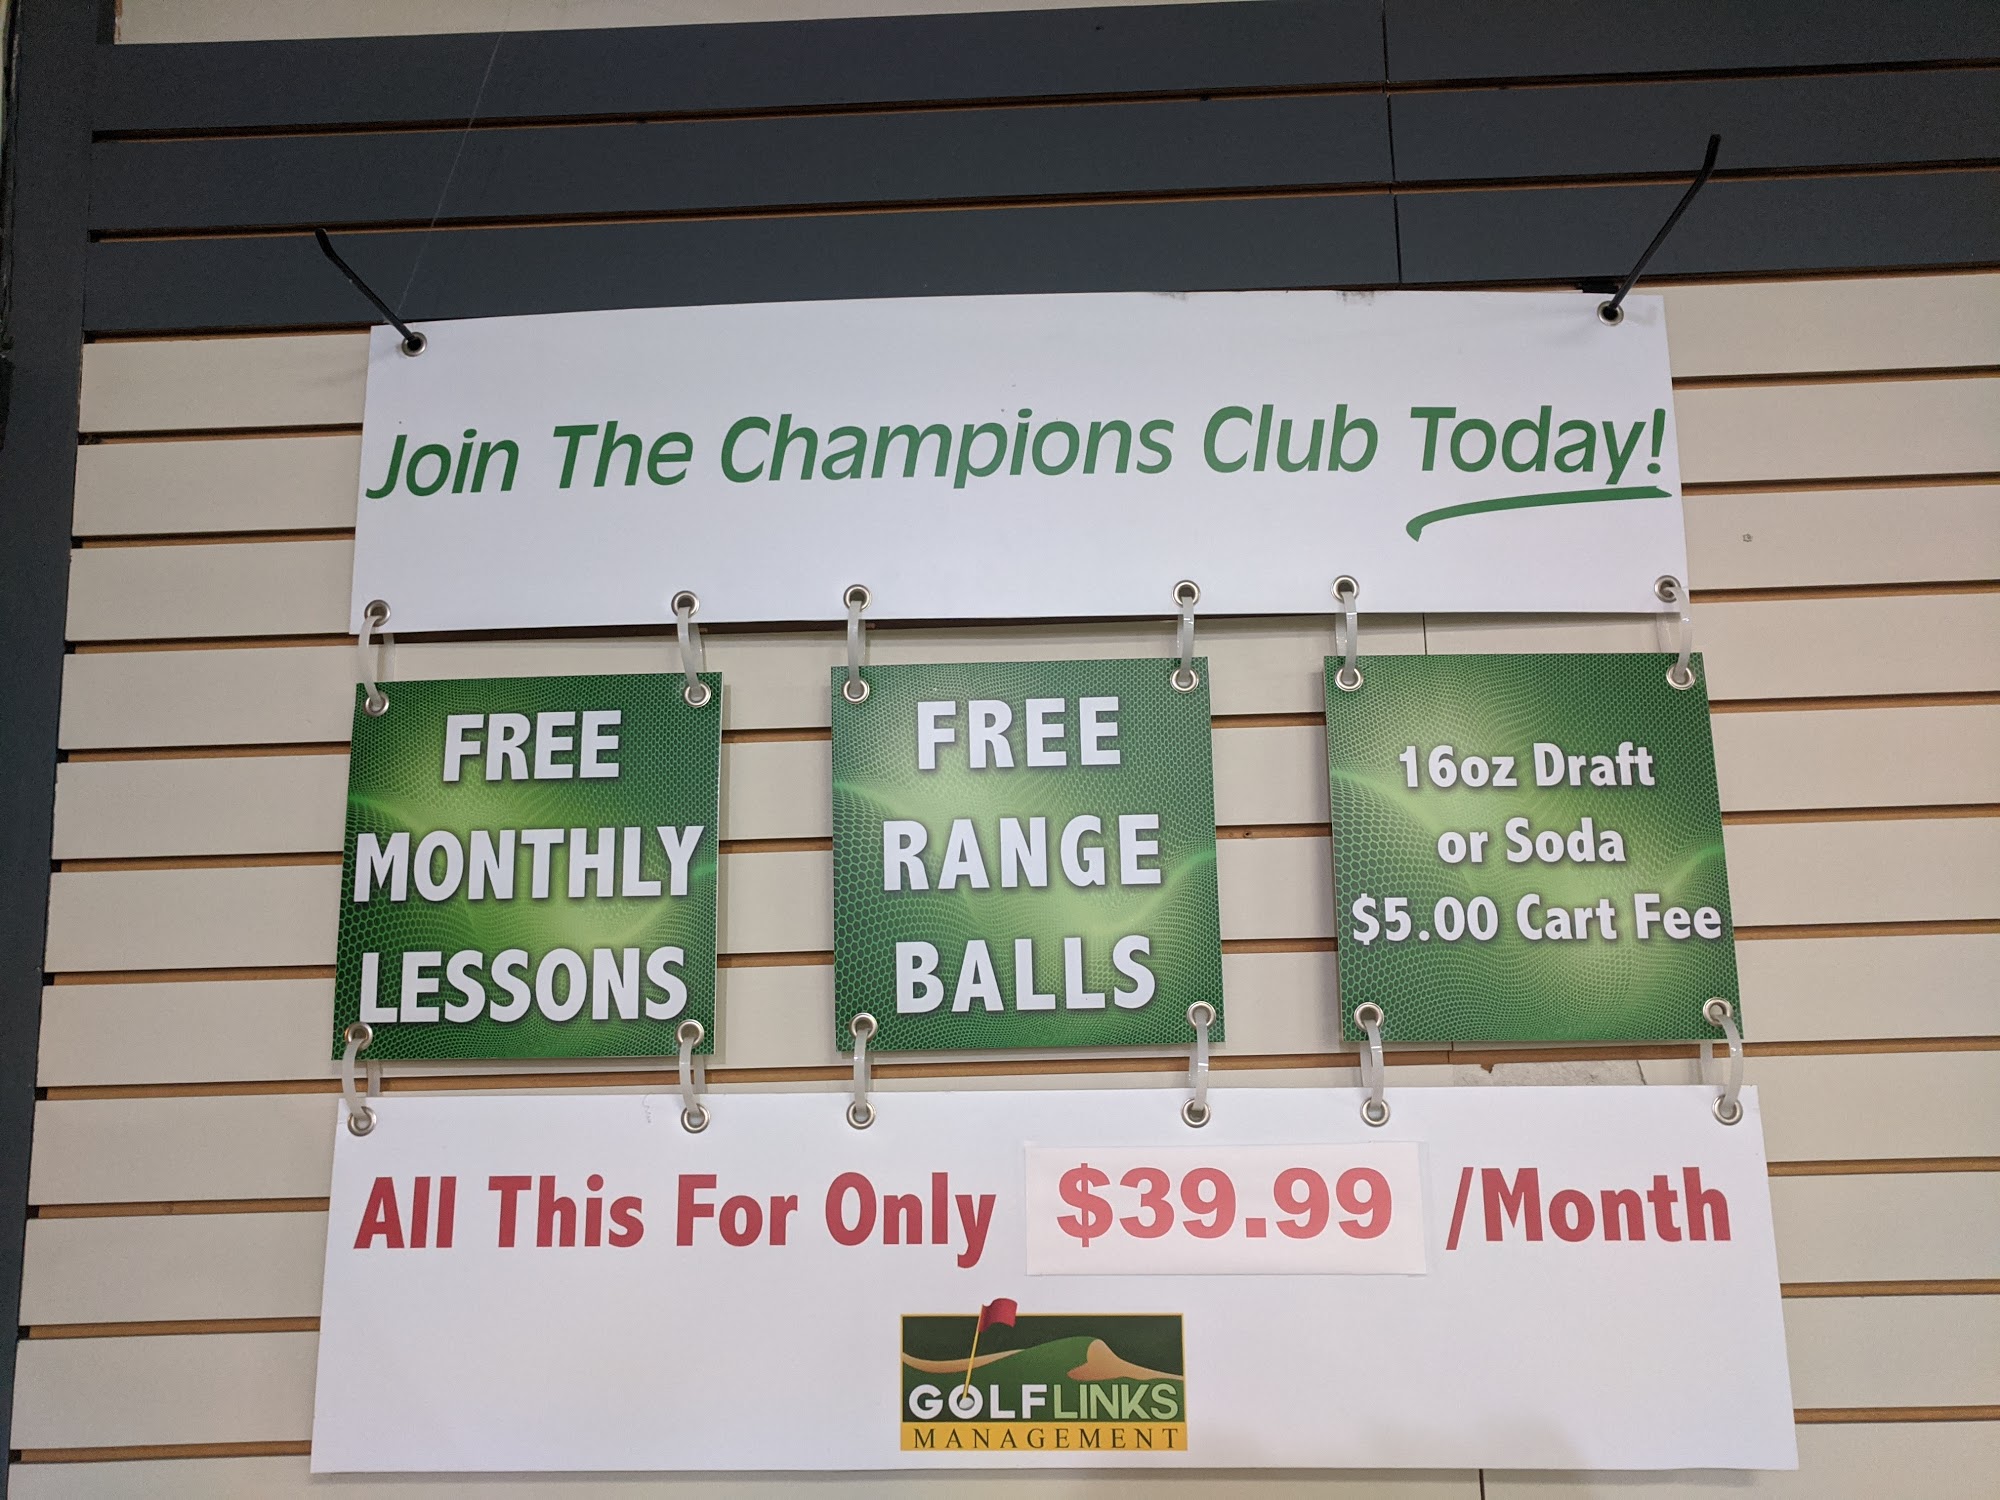 Join The Champions Club Today!
FREE
MONTHLY
LESSONS
FREE
RANGE
BALLS
16oz Draft
or Soda
$5.00 Cart Fee
All This For Only $39.99 /Month
GOLFLINKS
MANAGEMENT